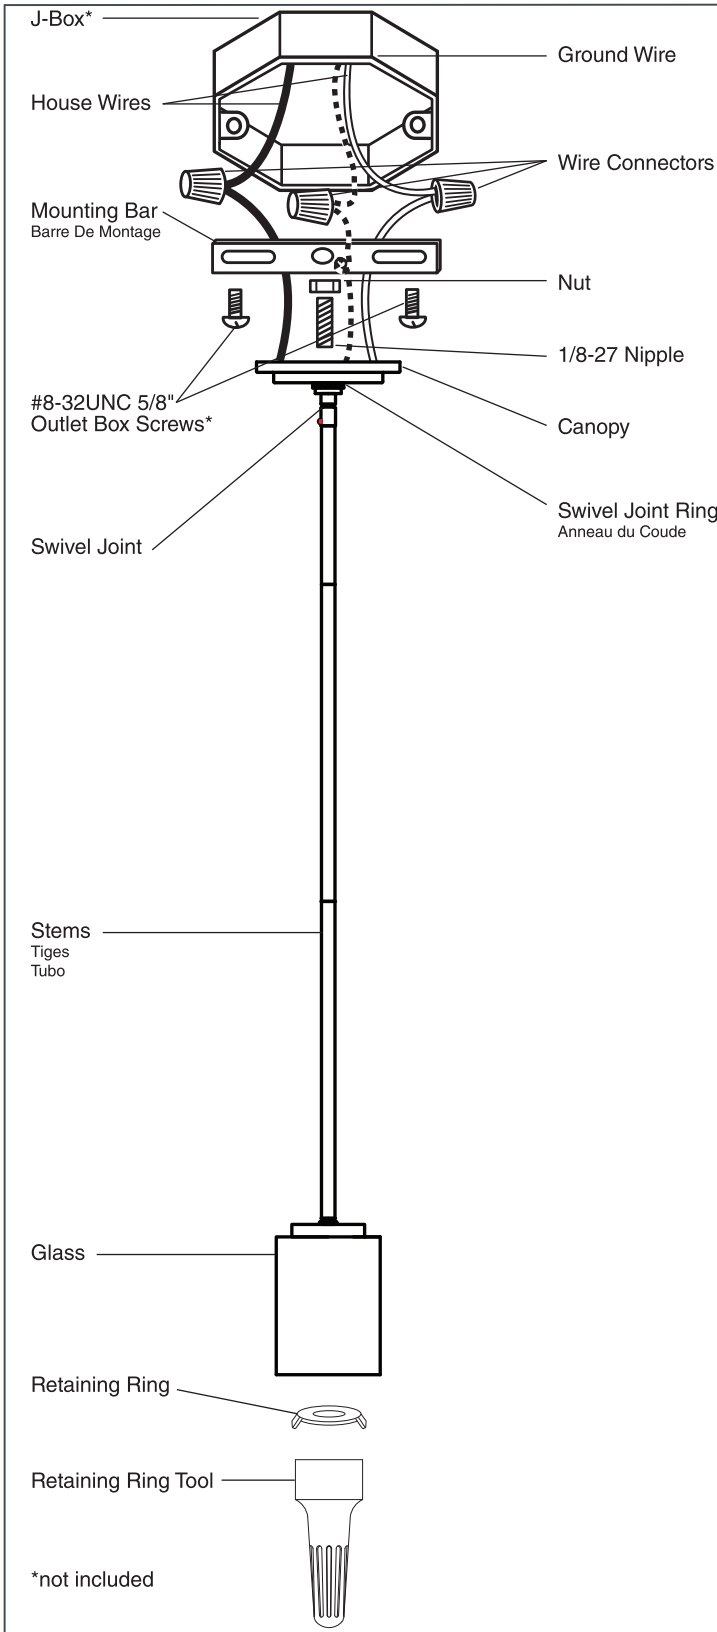 J-Box*
Ground Wire
House Wires
Wire Connectors
Mounting Bar
Barre De Montage
Nut
1/8-27 Nipple
#8-32UNC 5/8"
Outlet Box Screws*
Canopy
Swivel Joint Ring
Anneau du Coude
Swivel Joint
Stems
Tiges
Tubo
Glass
Retaining Ring
Retaining Ring Tool
*not included